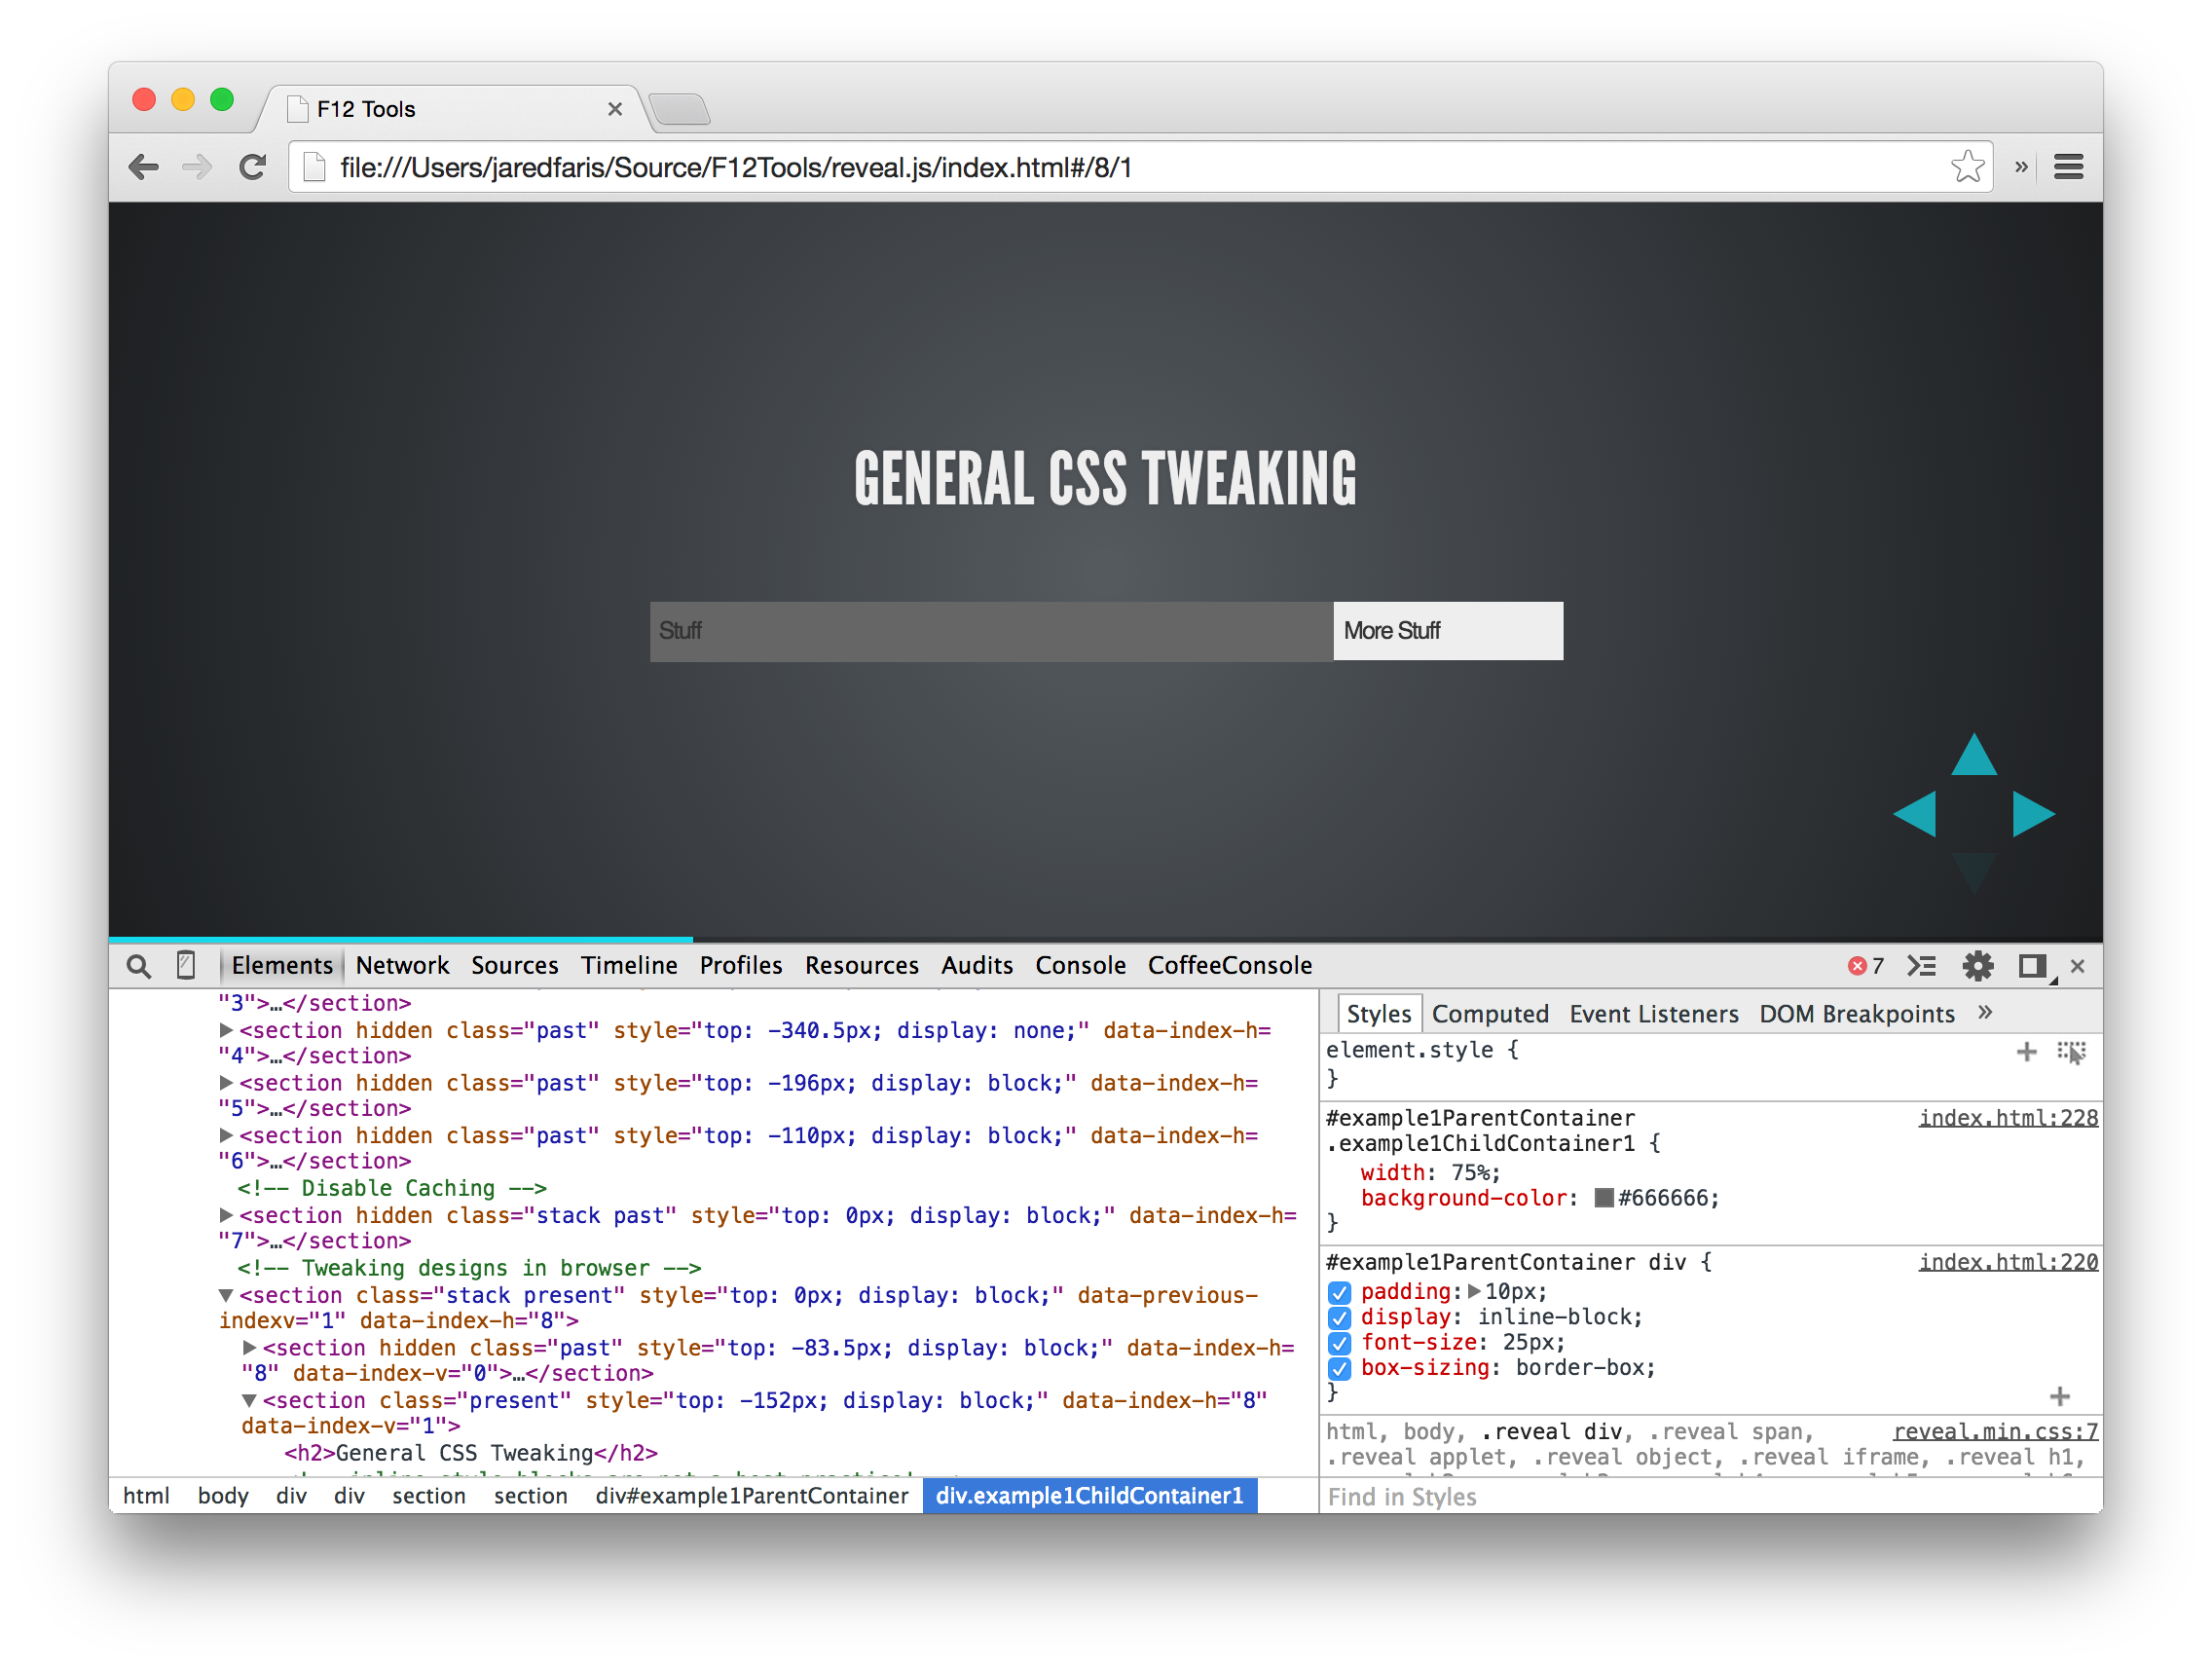 F12 Tools
file:///Users/jaredfaris/Source/F12Tools/reveal.js/index.html#/8/1
GENERAL CSS TWEAKING
Stuff
More Stuff
Elements Network Sources Timeline Profiles Resources Audits Console CoffeeConsole 7
"3">…</section>
<section hidden class="past" style="top: -340.5px; display: none;" data-index-h=
"4">…</section>
<section hidden class="past" style="top: -196px; display: block;" data-index-h=
"5">…</section>
<section hidden class="past" style="top: -110px; display: block;" data-index-h=
"6">…</section>
<!-- Disable Caching -->
<section hidden class="stack past" style="top: 0px; display: block;" data-index-h=
"7">…</section>
<!-- Tweaking designs in browser -->
<section class="stack present" style="top: 0px; display: block;" data-previous-
indexv="1" data-index-h="8">
<section hidden class="past" style="top: -83.5px; display: block;" data-index-h=
"8" data-index-v="0">…</section>
<section class="present" style="top: -152px; display: block;" data-index-h="8"
data-index-v="1">
<h2>General CSS Tweaking</h2>
html body div div section section div#example1ParentContainer div.example1ChildContainer1
Styles Computed Event Listeners DOM Breakpoints »
element.style {
}
#example1ParentContainer index.html:228
.example1ChildContainer1 {
width: 75%;
background-color: #666666;
}
#example1ParentContainer div { index.html:220
padding: 10px;
display: inline-block;
font-size: 25px;
box-sizing: border-box;
}
html, body, .reveal div, .reveal span, reveal.min.css:7
.reveal applet, .reveal object, .reveal iframe, .reveal h1,
Find in Styles